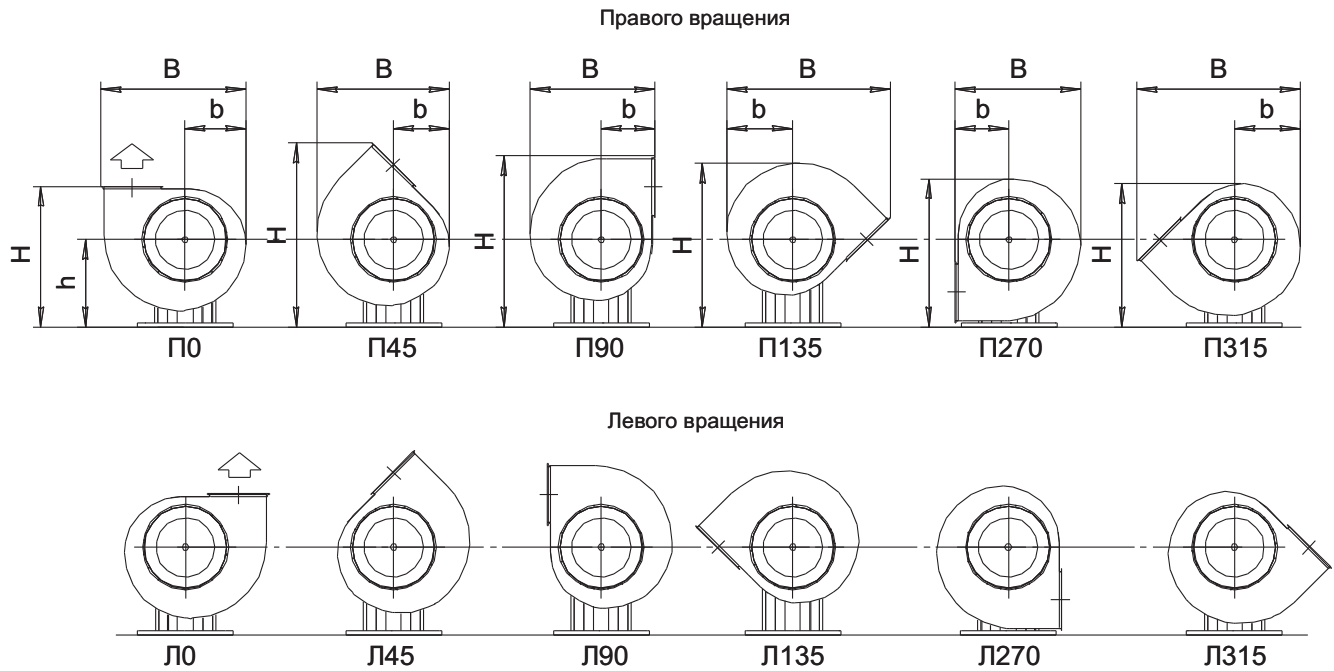 Правого вращения
B B B B B B
b b b b b b
H h H H H H H
П0 П45 П90 П135 П270 П315
Левого вращения
Л0 Л45 Л90 Л135 Л270 Л315